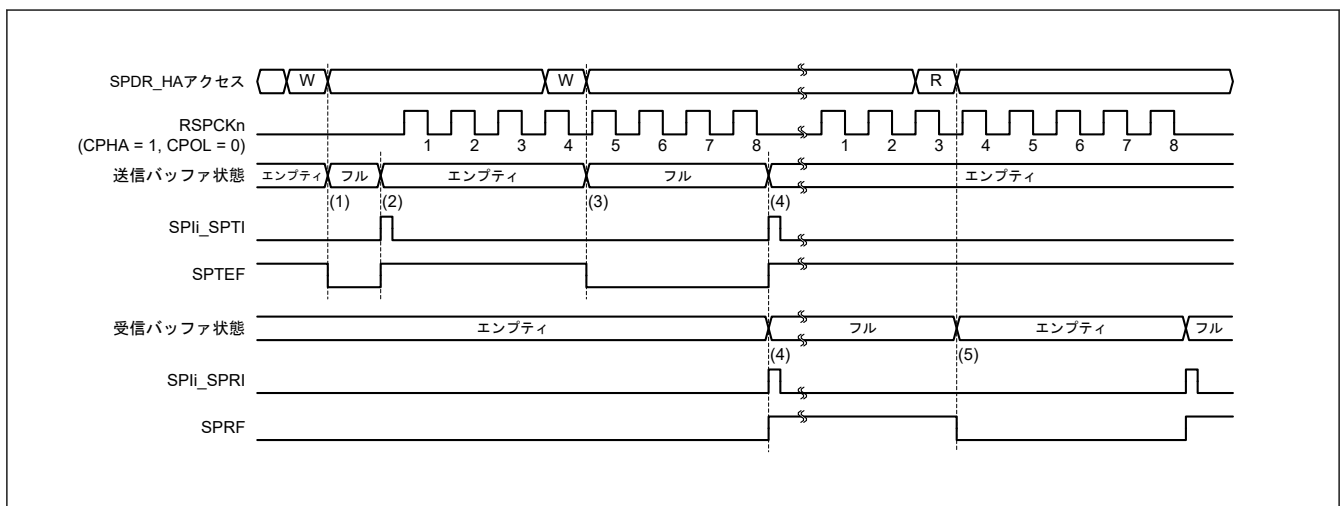 SPDR_HAアクセス W W R
RSPCKn
(CPHA = 1, CPOL = 0)
1 2 3 4 5 6 7 8 1 2 3 4 5 6 7 8
送信バッファ状態 エンプティ フル エンプティ フル エンプティ
(1) (2) (3) (4)
SPIi_SPTI
SPTEF
受信バッファ状態 エンプティ フル エンプティ フル
(4) (5)
SPIi_SPRI
SPRF